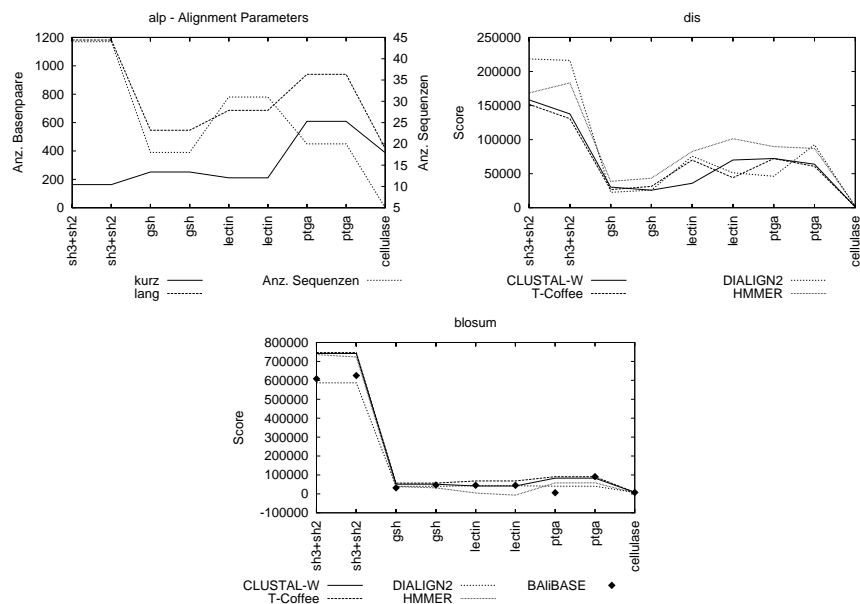 alp - Alignment Parameters
Anz. Basenpaare
1200
1000
800
600
400
200
0
45
40
35
30
25
20
15
10
5
Anz. Sequenzen
sh3+sh2
sh3+sh2
gsh
gsh
lectin
lectin
ptga
ptga
cellulase
kurz
lang
Anz. Sequenzen
dis
Score
250000
200000
150000
100000
50000
0
sh3+sh2
sh3+sh2
gsh
gsh
lectin
lectin
ptga
ptga
cellulase
CLUSTAL-W
T-Coffee
DIALIGN2
HMMER
blosum
Score
800000
700000
600000
500000
400000
300000
200000
100000
0
-100000
sh3+sh2
sh3+sh2
gsh
gsh
lectin
lectin
ptga
ptga
cellulase
CLUSTAL-W
T-Coffee
DIALIGN2
HMMER
BAliBASE